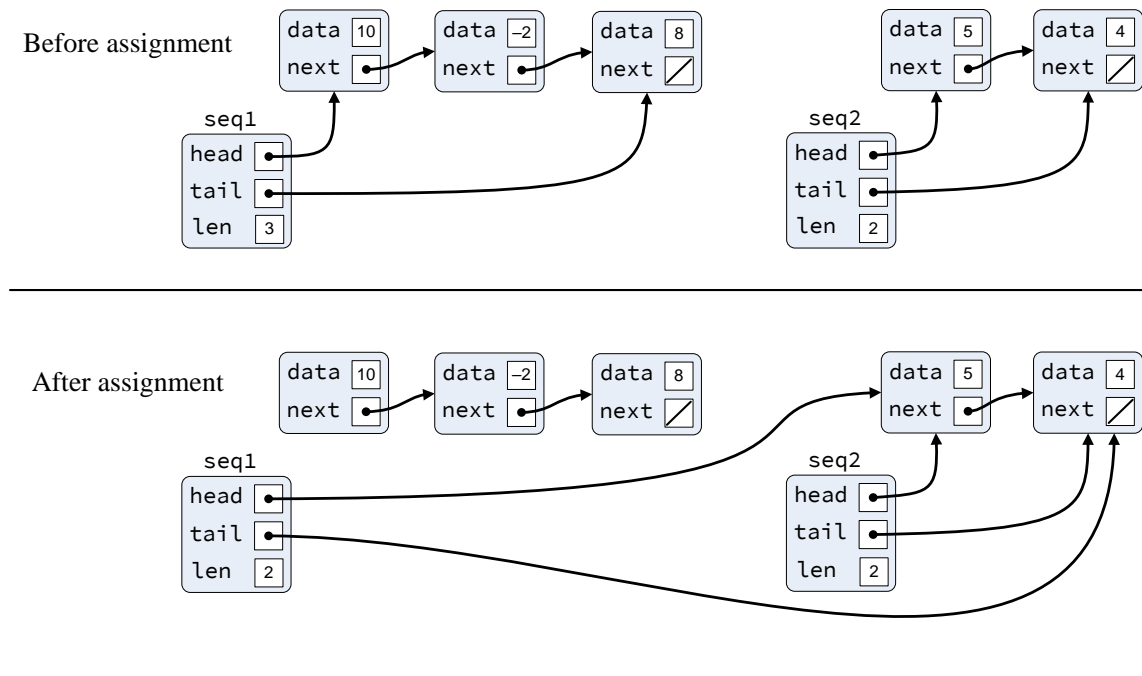 Before assignment
data 10
next
data –2
next
data 8
next
data 5
next
data 4
next
seq1
head
tail
len 3
seq2
head
tail
len 2
After assignment
data 10
next
data –2
next
data 8
next
data 5
next
data 4
next
seq1
head
tail
len 2
seq2
head
tail
len 2